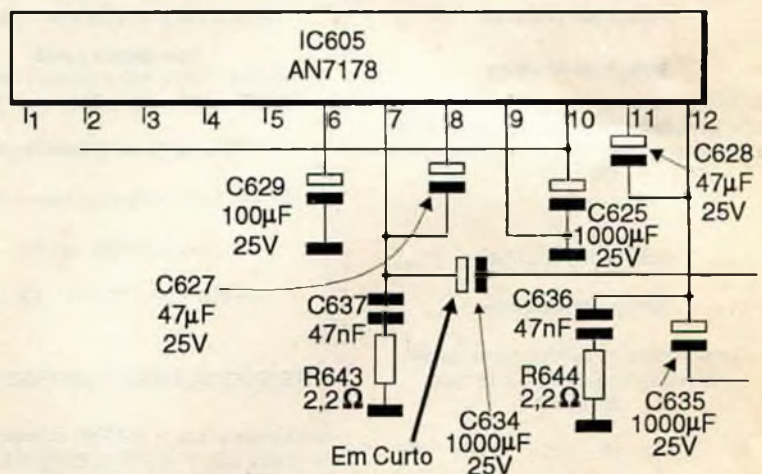 IC605
AN7178
1 2 3 4 5 6 7 8 9 10 11 12
C629
100µF
25V
C628
47µF
25V
C625
1000µF
25V
C627
47µF
25V
C637
47nF
C636
47nF
R643
2,2Ω
R644
2,2Ω
C634
1000µF
25V
C635
1000µF
25V
Em Curto